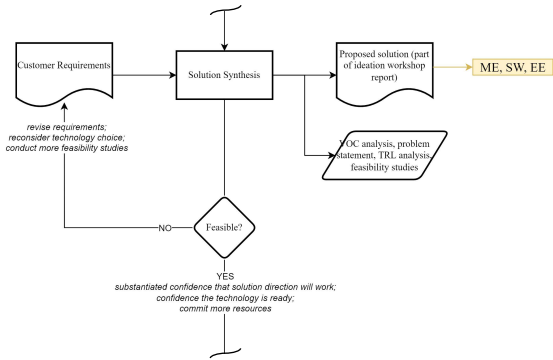 Customer Requirements
Solution Synthesis
Proposed solution (part
of ideation workshop
report)
ME, SW, EE
revise requirements;
reconsider technology choice;
conduct more feasibility studies
VOC analysis, problem
statement, TRL analysis,
feasibility studies
NO
Feasible?
YES
substantiated confidence that solution direction will work;
confidence the technology is ready;
commit more resources